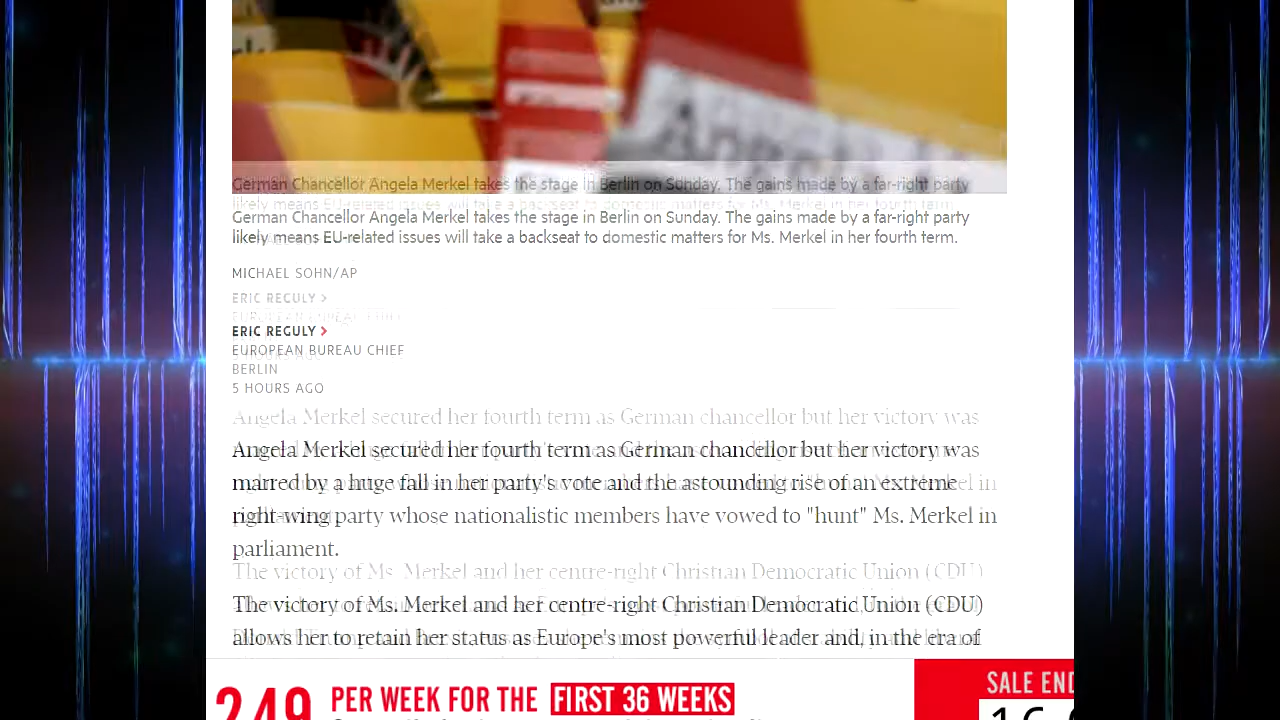 German Chancellor Angela Merkel takes the stage in Berlin on Sunday. The gains made by a far-right party
likely means EU-related issues will take a backseat to domestic matters for Ms. Merkel in her fourth term.
MICHAEL SOHN/AP
ERIC REGULY >
EUROPEAN BUREAU CHIEF
BERLIN
5 HOURS AGO
Angela Merkel secured her fourth term as German chancellor but her victory was
marred by a huge fall in her party's vote and the astounding rise of an extreme
right-wing party whose nationalistic members have vowed to "hunt" Ms. Merkel in
parliament.
The victory of Ms. Merkel and her centre-right Christian Democratic Union (CDU)
allows her to retain her status as Europe's most powerful leader and, in the era of
249 PER WEEK FOR THE FIRST 36 WEEKS
SALE END